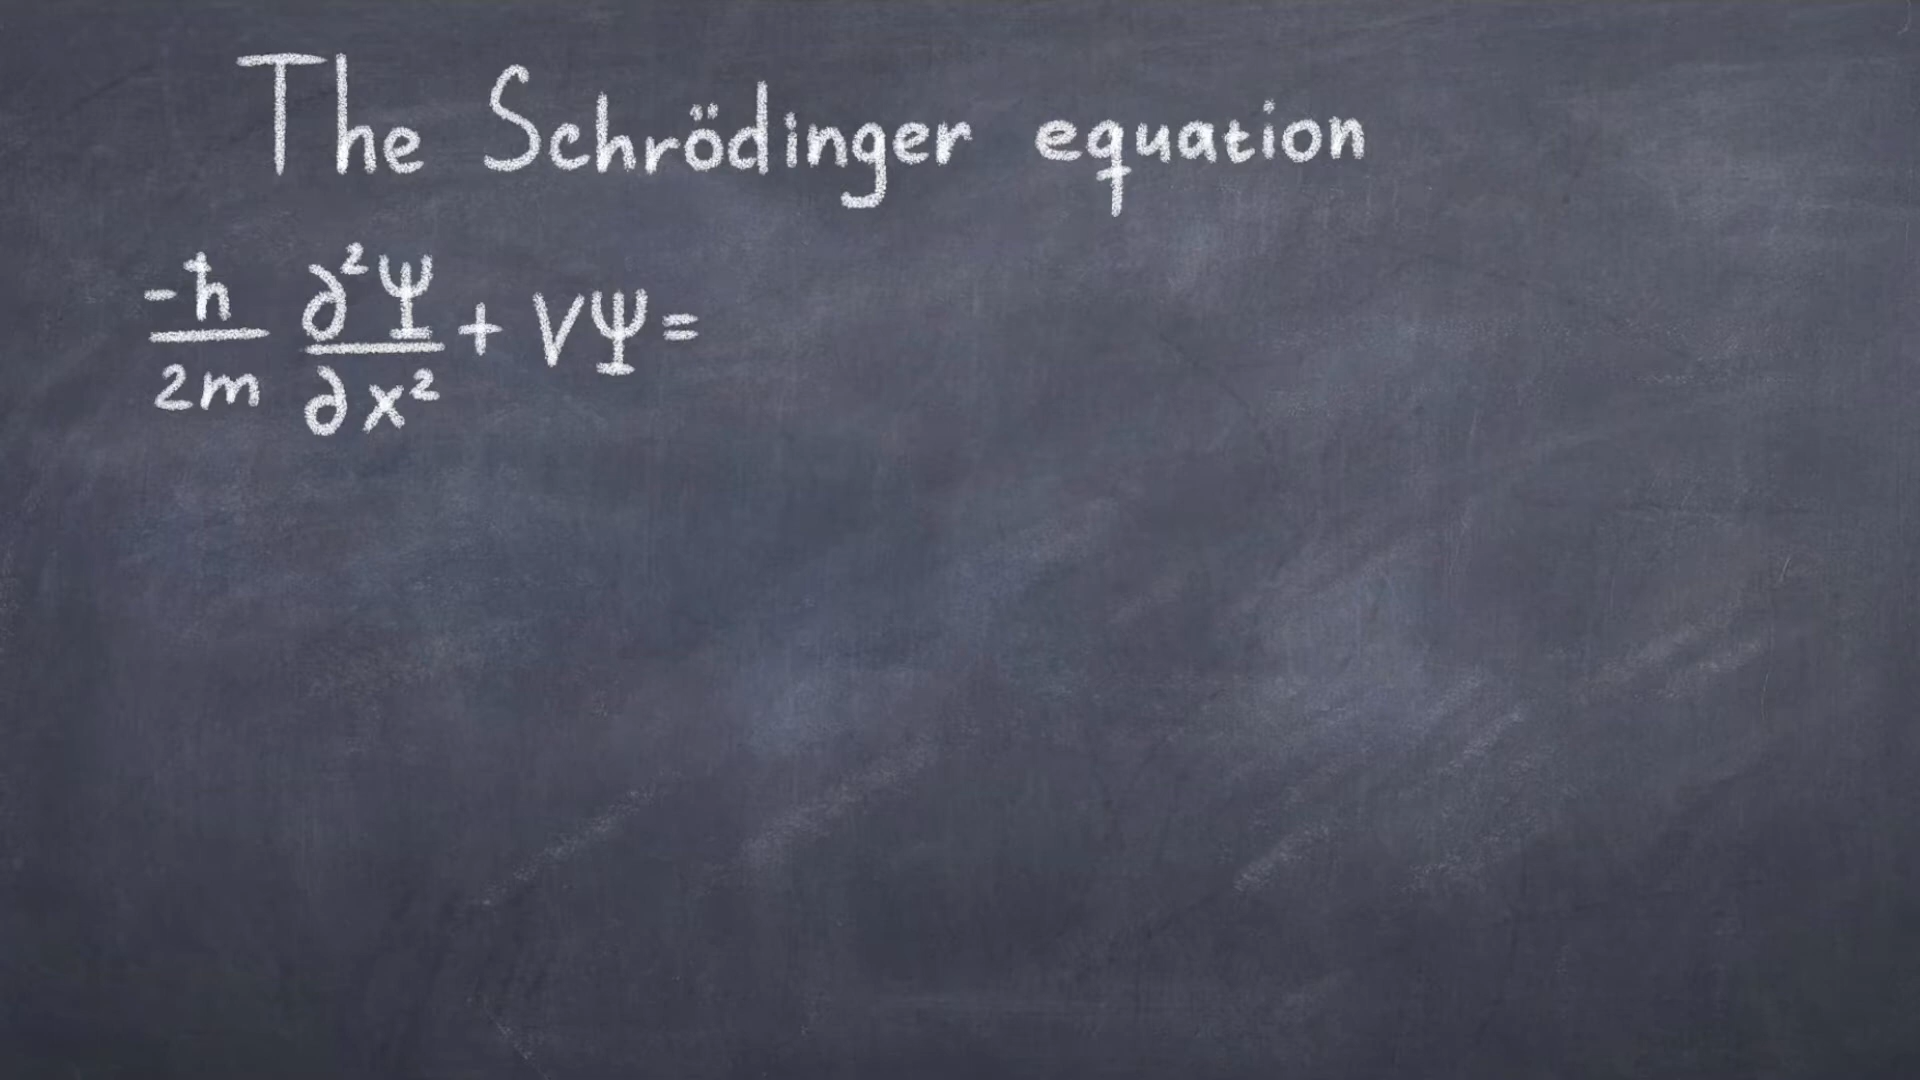 The Schrödinger equation
-ħ/2m ∂²Ψ/∂x² + VΨ=